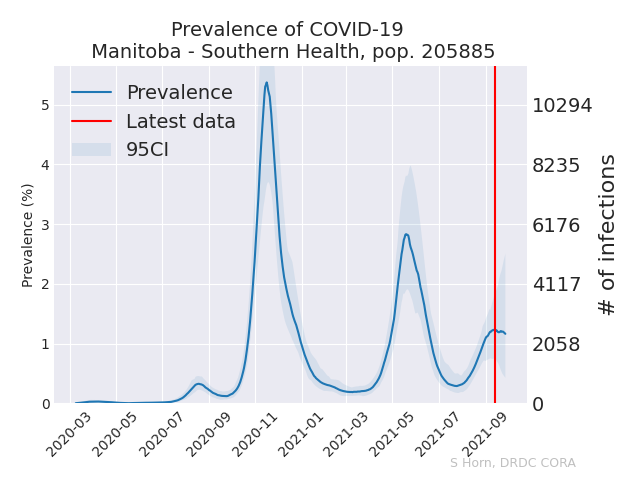 Prevalence of COVID-19
Manitoba - Southern Health, pop. 205885
Prevalence
Latest data
95CI
Prevalence (%)
5
4
3
2
1
0
10294
8235
6176
4117
2058
0
# of infections
2020-03
2020-05
2020-07
2020-09
2020-11
2021-01
2021-03
2021-05
2021-07
2021-09
S Horn, DRDC CORA